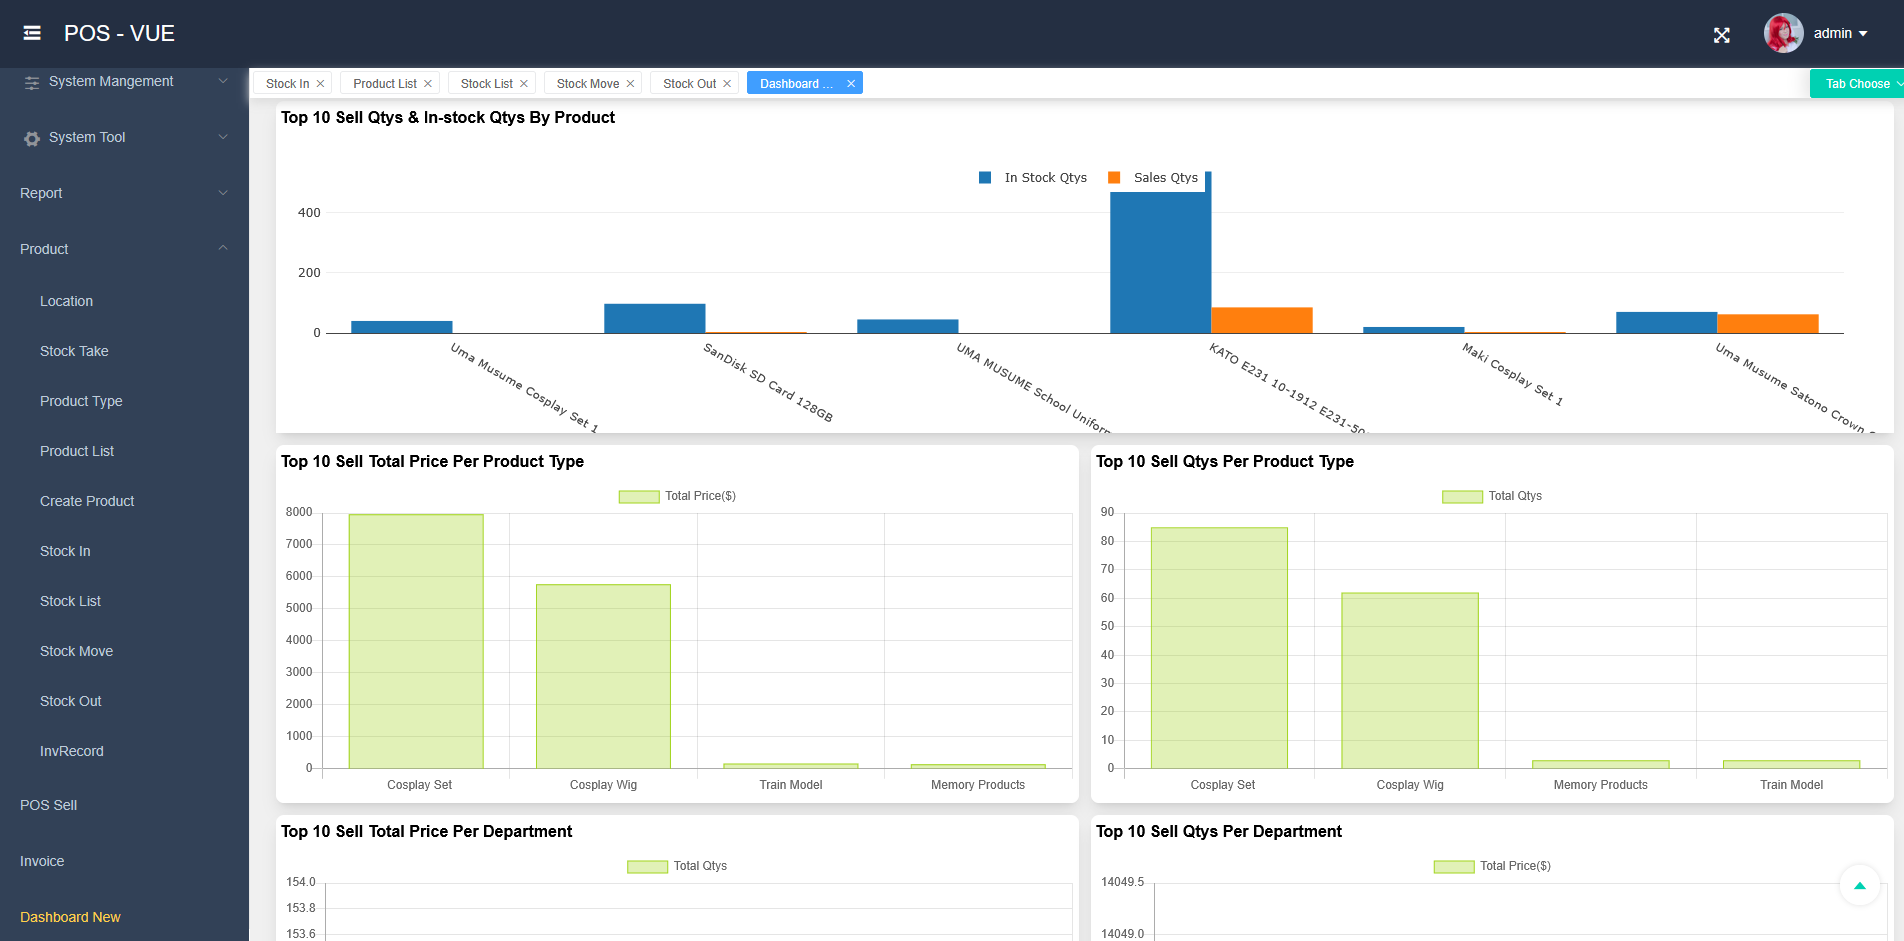 POS - VUE
admin
System Mangement
System Tool
Report
Product
Location
Stock Take
Product Type
Product List
Create Product
Stock In
Stock List
Stock Move
Stock Out
InvRecord
POS Sell
Invoice
Dashboard New
Stock In
Product List
Stock List
Stock Move
Stock Out
Dashboard ...
Tab Choose
Top 10 Sell Qtys & In-stock Qtys By Product
In Stock Qtys
Sales Qtys
400
200
0
Uma Musume Cosplay Set 1
SanDisk SD Card 128GB
UMA MUSUME School Uniform
KATO E231 10-1912 E231-50
Maki Cosplay Set 1
Uma Musume Satono Crown
Top 10 Sell Total Price Per Product Type
Total Price($)
8000
7000
6000
5000
4000
3000
2000
1000
0
Cosplay Set
Cosplay Wig
Train Model
Memory Products
Top 10 Sell Qtys Per Product Type
Total Qtys
90
80
70
60
50
40
30
20
10
0
Cosplay Set
Cosplay Wig
Memory Products
Train Model
Top 10 Sell Total Price Per Department
Total Qtys
154.0
153.8
153.6
Top 10 Sell Qtys Per Department
Total Price($)
14049.5
14049.0